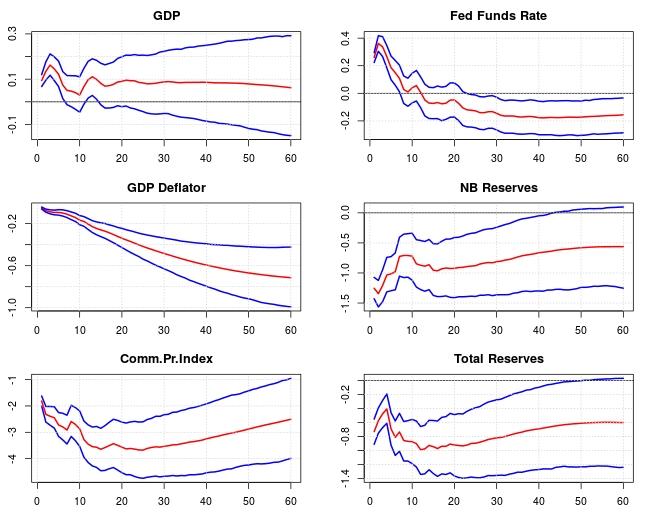 GDP
0.3
0.1
-0.1
0 10 20 30 40 50 60
Fed Funds Rate
0.4
0.2
0.0
-0.2
0 10 20 30 40 50 60
GDP Deflator
-0.2
-0.6
-1.0
0 10 20 30 40 50 60
NB Reserves
0.0
-0.5
-1.0
-1.5
0 10 20 30 40 50 60
Comm.Pr.Index
-1
-2
-3
-4
0 10 20 30 40 50 60
Total Reserves
-0.2
-0.8
-1.4
0 10 20 30 40 50 60